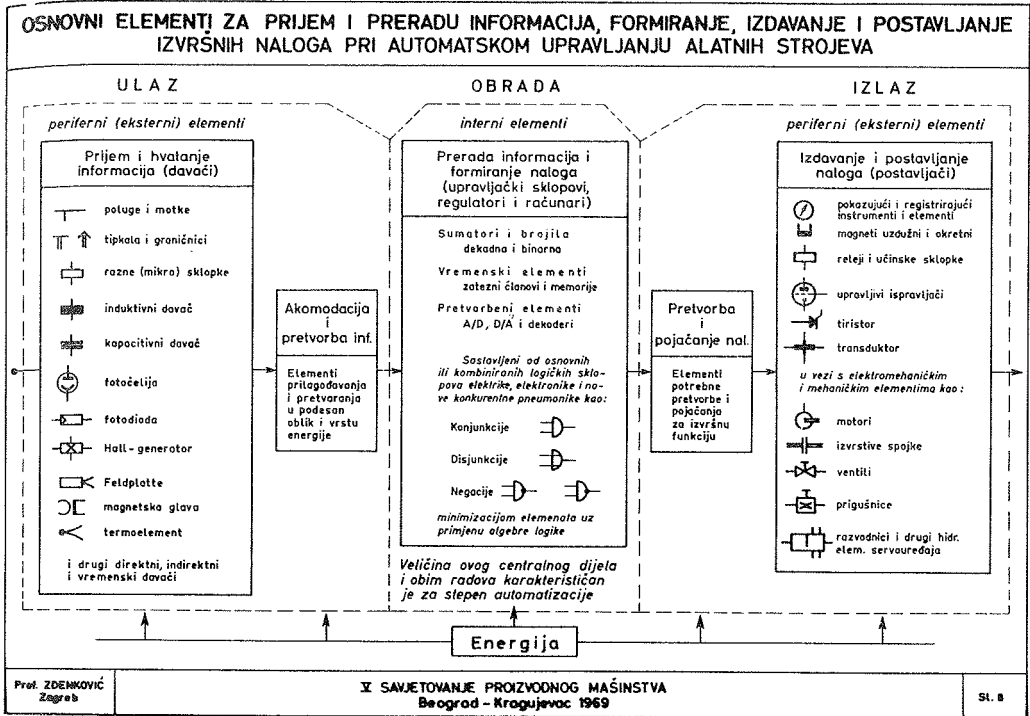 OSNOVNI ELEMENTI ZA PRIJEM I PRERADU INFORMACIJA, FORMIRANJE, IZDAVANJE I POSTAVLJANJE
IZVRŠNIH NALOGA PRI AUTOMATSKOM UPRAVLJANJU ALATNIH STROJEVA
ULAZ
periferni (eksterni) elementi
Prijem i hvatanje
informacija (davači)
poluge i motke
tipkala i graničnici
razne (mikro) sklopke
induktivni davač
kapacitivni davač
fotoćelija
fotodioda
Hall-generator
Feldplatte
magnetska glava
termoelement
i drugi direktni, indirektni
i vremenski davači
Akomodacija
i
pretvorba inf.
Elementi
prilagođavanja
i pretvaranja
u podesan
oblik i vrstu
energije
OBRADA
interni elementi
Prerada informacija i
formiranje naloga
(upravljački sklopovi,
regulatori i računari)
Sumatori i brojila
dekadna i binarna
Vremenski elementi
zatezni članovi i memorije
Pretvorbeni elementi
A/D, D/A i dekoderi
Sastavljeni od osnovnih
ili kombiniranih logičkih sklo-
pova elektrike, elektronike i no-
ve konkurentne pneumonike kao:
Konjunkcije
Disjunkcije
Negacije
minimizacijom elemenata uz
primjenu algebre logike
Veličina ovog centralnog dijela
i obim radova karakterističan
je za stepen automatizacije
Pretvorba
i
pojačanje nal.
Elementi
potrebne
pretvorbe i
pojačanja
za izvršnu
funkciju
IZLAZ
periferni (eksterni) elementi
Izdavanje i postavljanje
naloga (postavljači)
pokazujući i registrirajući
instrumenti i elementi
magneti uzdužni i okretni
releji i učinske sklopke
upravljivi ispravljači
tiristor
transduktor
u vezi s elektromehaničkim
i mehaničkim elementima kao:
motori
izvrstive spojke
ventili
prigušnice
razvodnici i drugi hidr.
elem. servouređaja
Energija
Prof. ZDENKOVIĆ
Zagreb
V SAVJETOVANJE PROIZVODNOG MAŠINSTVA
Beograd - Kragujevac 1969
Sl. 8